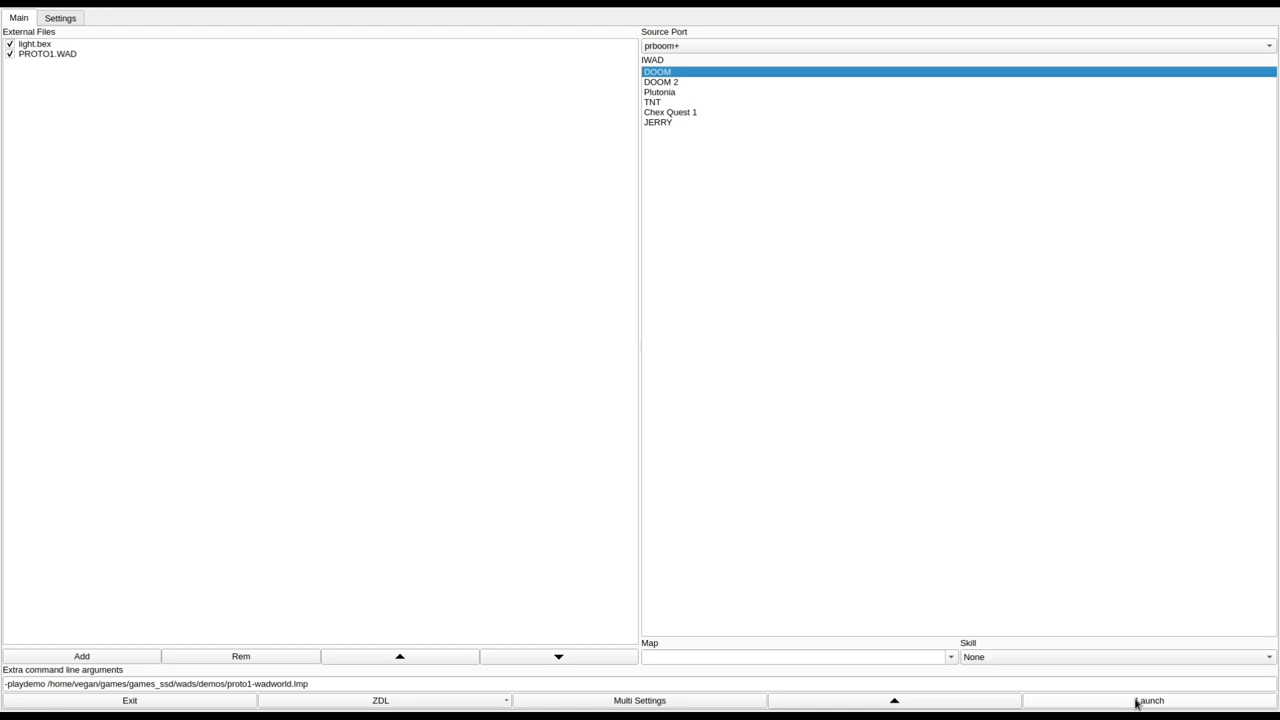 Main Settings
External Files
light.bex
PROTO1.WAD
Source Port
prboom+
IWAD
DOOM
DOOM 2
Plutonia
TNT
Chex Quest 1
JERRY
Add Rem
Map Skill
None
Extra command line arguments
-playdemo /home/vegan/games/games_ssd/wads/demos/proto1-wadworld.lmp
Exit ZDL Multi Settings Launch